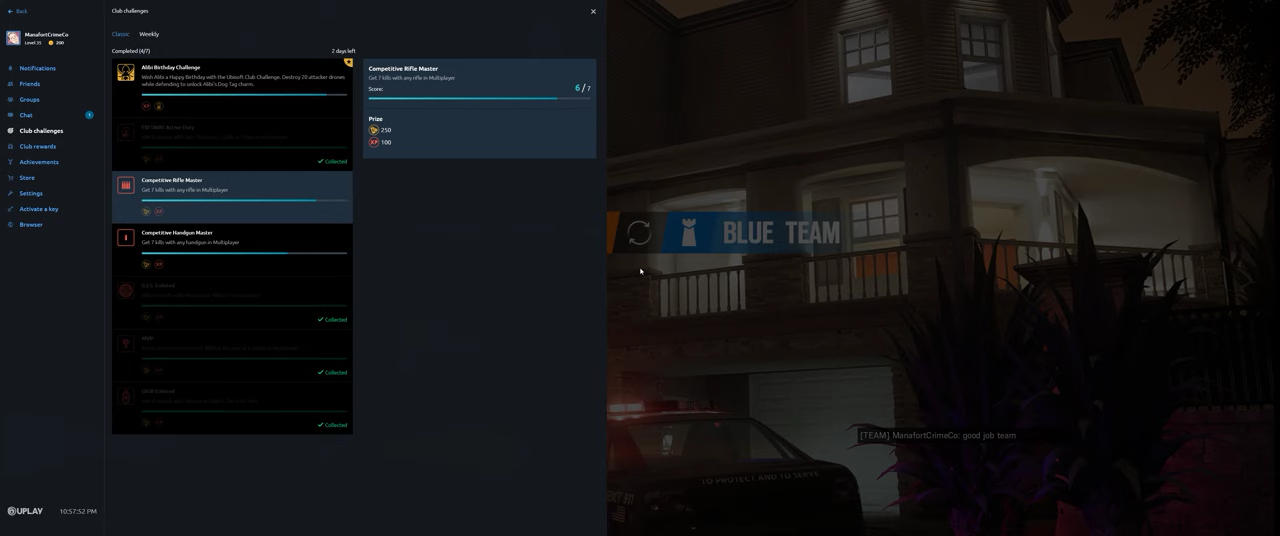 Back
Club challenges
ManafortCrimeCo
Level 35 200
Classic Weekly
Completed (4/7) 2 days left
Notifications
Friends
Groups
Chat 1
Club challenges
Club rewards
Achievements
Store
Settings
Activate a key
Browser
Alibi Birthday Challenge
Wish Alibi a Happy Birthday with the Ubisoft Club Challenge. Destroy 20 attacker drones
while defending to unlock Alibi's Dog Tag charm.
XP
Collected
Competitive Rifle Master
Get 7 kills with any rifle in Multiplayer
XP
Competitive Handgun Master
Get 7 kills with any handgun in Multiplayer
XP
Collected
Collected
Collected
Competitive Rifle Master
Get 7 kills with any rifle in Multiplayer
Score: 6/7
Prize
250
XP 100
BLUE TEAM
[TEAM] ManafortCrimeCo: good job team
TO PROTECT AND TO SERVE
UPLAY 10:57:52 PM